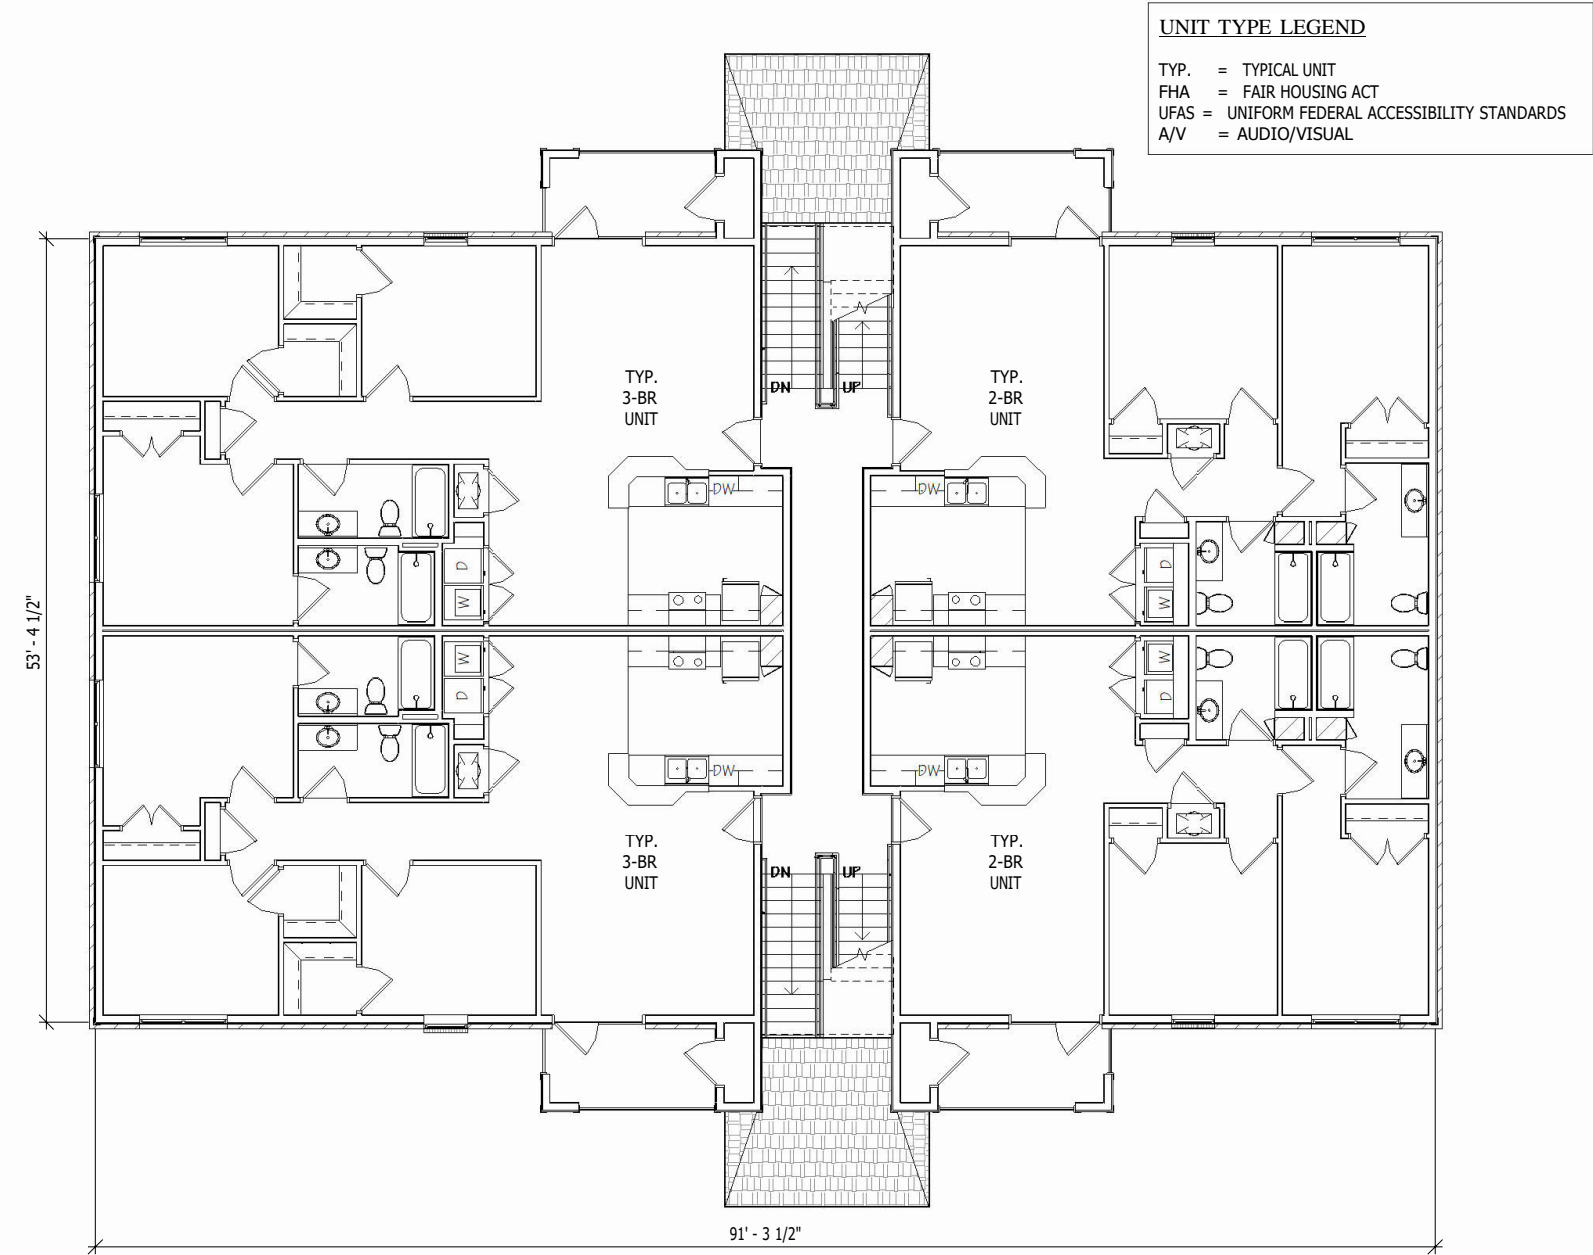 UNIT TYPE LEGEND
TYP. = TYPICAL UNIT
FHA = FAIR HOUSING ACT
UFAS = UNIFORM FEDERAL ACCESSIBILITY STANDARDS
A/V = AUDIO/VISUAL
TYP.
3-BR
UNIT
DN
UP
TYP.
2-BR
UNIT
DW
DW
D
W
D
W
53' - 4 1/2"
W
D
W
D
DW
DW
TYP.
3-BR
UNIT
DN
UP
TYP.
2-BR
UNIT
91' - 3 1/2"